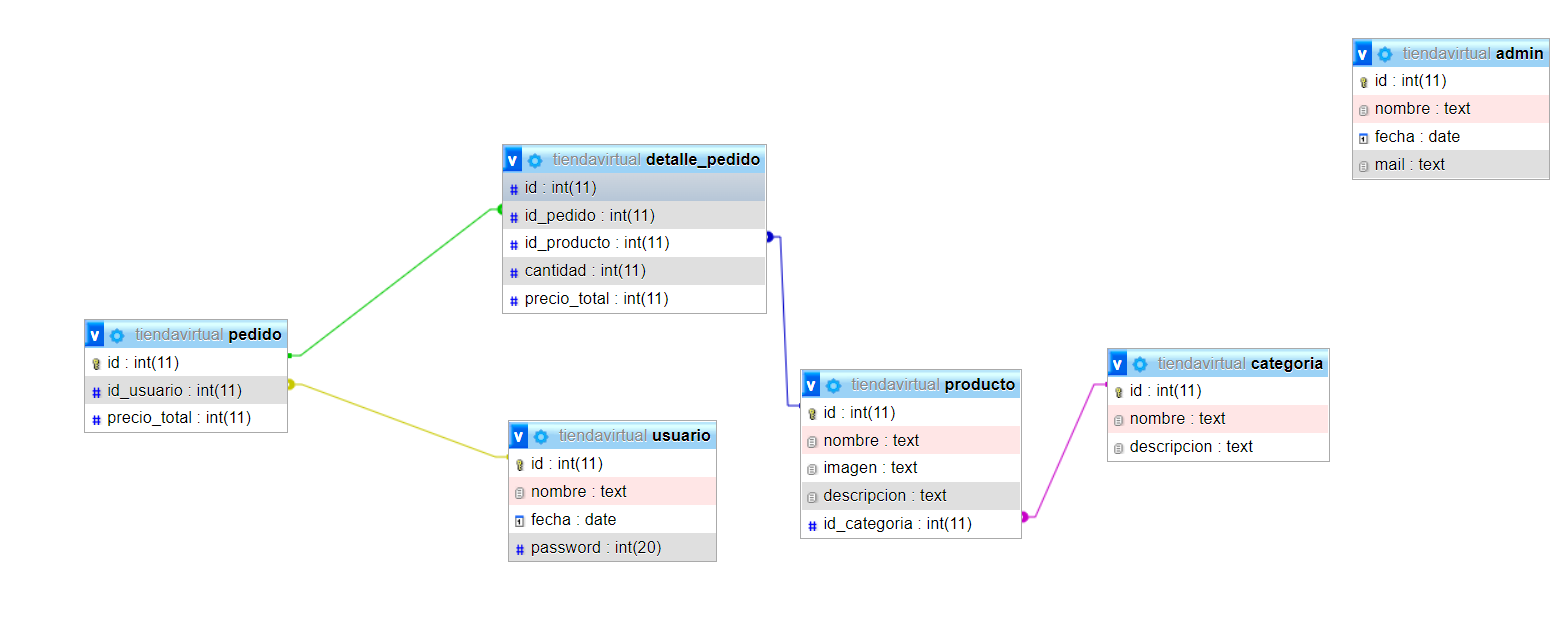 v tiendavirtual admin
id : int(11)
nombre : text
fecha : date
mail : text
v tiendavirtual detalle_pedido
# id : int(11)
# id_pedido : int(11)
# id_producto : int(11)
# cantidad : int(11)
# precio_total : int(11)
v tiendavirtual pedido
id : int(11)
# id_usuario : int(11)
# precio_total : int(11)
v tiendavirtual usuario
id : int(11)
nombre : text
fecha : date
# password : int(20)
v tiendavirtual producto
id : int(11)
nombre : text
imagen : text
descripcion : text
# id_categoria : int(11)
v tiendavirtual categoria
id : int(11)
nombre : text
descripcion : text